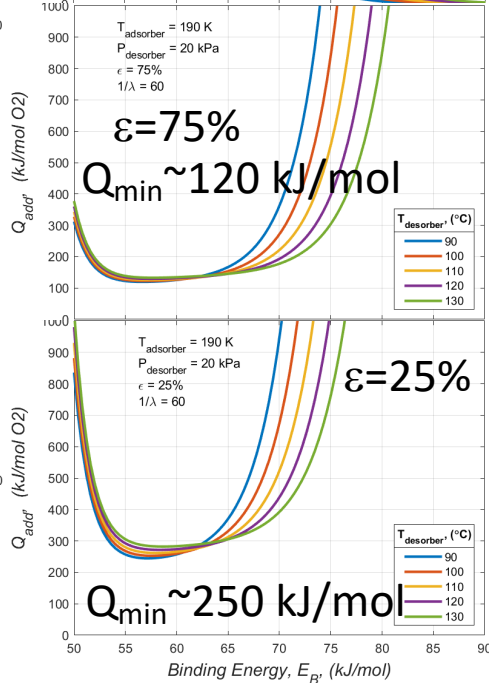 1000
900
800
700
600
500
400
300
200
100
Q_add, (kJ/mol O2)
T_adsorber = 190 K
P_desorber = 20 kPa
ϵ = 75%
1/λ = 60
ε=75%
Q_min~120 kJ/mol
T_desorber, (°C)
90
100
110
120
130
1000
900
800
700
600
500
400
300
200
100
0
Q_add, (kJ/mol O2)
T_adsorber = 190 K
P_desorber = 20 kPa
ϵ = 25%
1/λ = 60
ε=25%
Q_min~250 kJ/mol
T_desorber, (°C)
90
100
110
120
130
50 55 60 65 70 75 80 85 90
Binding Energy, E_B, (kJ/mol)